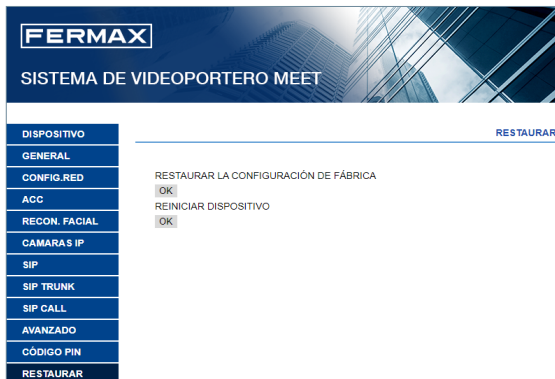 FERMAX
SISTEMA DE VIDEOPORTERO MEET
DISPOSITIVO
GENERAL
CONFIG.RED
ACC
RECON. FACIAL
CAMARAS IP
SIP
SIP TRUNK
SIP CALL
AVANZADO
CÓDIGO PIN
RESTAURAR
RESTAURAR
RESTAURAR LA CONFIGURACIÓN DE FÁBRICA
OK
REINICIAR DISPOSITIVO
OK